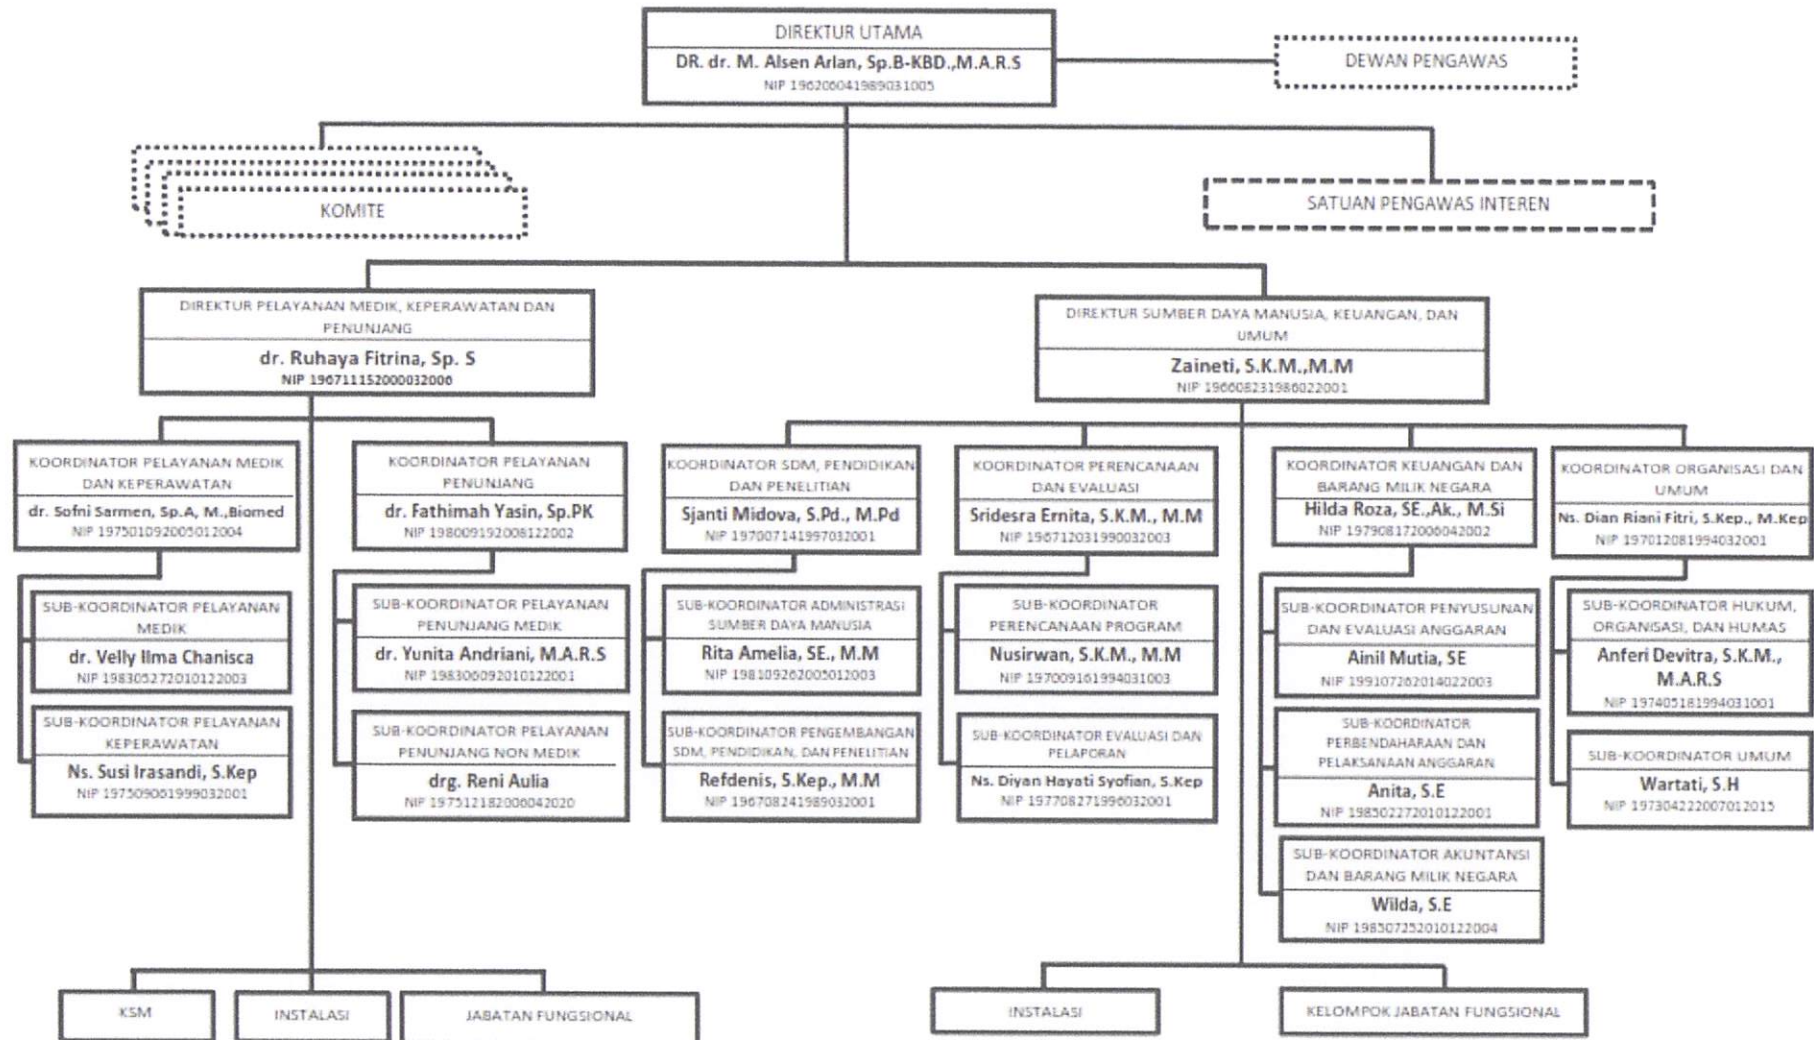 DIREKTUR UTAMA
DR. dr. M. Alsen Arlan, Sp.B-KBD.,M.A.R.S
NIP 196206041989031005
DEWAN PENGAWAS
KOMITE
SATUAN PENGAWAS INTEREN
DIREKTUR PELAYANAN MEDIK, KEPERAWATAN DAN
PENUNJANG
dr. Ruhaya Fitrina, Sp. S
NIP 196711152000032006
DIREKTUR SUMBER DAYA MANUSIA, KEUANGAN, DAN
UMUM
Zaineti, S.K.M.,M.M
NIP 196608231986022001
KOORDINATOR PELAYANAN MEDIK
DAN KEPERAWATAN
dr. Sofni Sarmen, Sp.A, M.,Biomed
NIP 197501092005012004
KOORDINATOR PELAYANAN
PENUNJANG
dr. Fathimah Yasin, Sp.PK
NIP 198009192008122002
KOORDINATOR SDM, PENDIDIKAN
DAN PENELITIAN
Sjanti Midova, S.Pd., M.Pd
NIP 197007141997032001
KOORDINATOR PERENCANAAN
DAN EVALUASI
Sridesra Ernita, S.K.M., M.M
NIP 196712031990032003
KOORDINATOR KEUANGAN DAN
BARANG MILIK NEGARA
Hilda Roza, SE.,Ak., M.Si
NIP 197908172006042002
KOORDINATOR ORGANISASI DAN
UMUM
Ns. Dian Riani Fitri, S.Kep., M.Kep
NIP 197012081994032001
SUB-KOORDINATOR PELAYANAN
MEDIK
dr. Velly Ilma Chanisca
NIP 198305272010122003
SUB-KOORDINATOR PELAYANAN
PENUNJANG MEDIK
dr. Yunita Andriani, M.A.R.S
NIP 198306092010122001
SUB-KOORDINATOR ADMINISTRASI
SUMBER DAYA MANUSIA
Rita Amelia, SE., M.M
NIP 198109262005012003
SUB-KOORDINATOR
PERENCANAAN PROGRAM
Nusirwan, S.K.M., M.M
NIP 197009161994031003
SUB-KOORDINATOR PENYUSUNAN
DAN EVALUASI ANGGARAN
Ainil Mutia, SE
NIP 199107262014022003
SUB-KOORDINATOR HUKUM,
ORGANISASI, DAN HUMAS
Anferi Devitra, S.K.M.,
M.A.R.S
NIP 197405181994031001
SUB-KOORDINATOR PELAYANAN
KEPERAWATAN
Ns. Susi Irasandi, S.Kep
NIP 197509061999032001
SUB-KOORDINATOR PELAYANAN
PENUNJANG NON MEDIK
drg. Reni Aulia
NIP 197512182006042020
SUB-KOORDINATOR PENGEMBANGAN
SDM, PENDIDIKAN, DAN PENELITIAN
Refdenis, S.Kep., M.M
NIP 196708241989032001
SUB-KOORDINATOR EVALUASI DAN
PELAPORAN
Ns. Diyan Hayati Syofian, S.Kep
NIP 197708271996032001
SUB-KOORDINATOR
PERBENDAHARAAN DAN
PELAKSANAAN ANGGARAN
Anita, S.E
NIP 198502272010122001
SUB-KOORDINATOR UMUM
Wartati, S.H
NIP 197304222007012015
SUB-KOORDINATOR AKUNTANSI
DAN BARANG MILIK NEGARA
Wilda, S.E
NIP 198507252010122004
KSM
INSTALASI
JABATAN FUNGSIONAL
INSTALASI
KELOMPOK JABATAN FUNGSIONAL